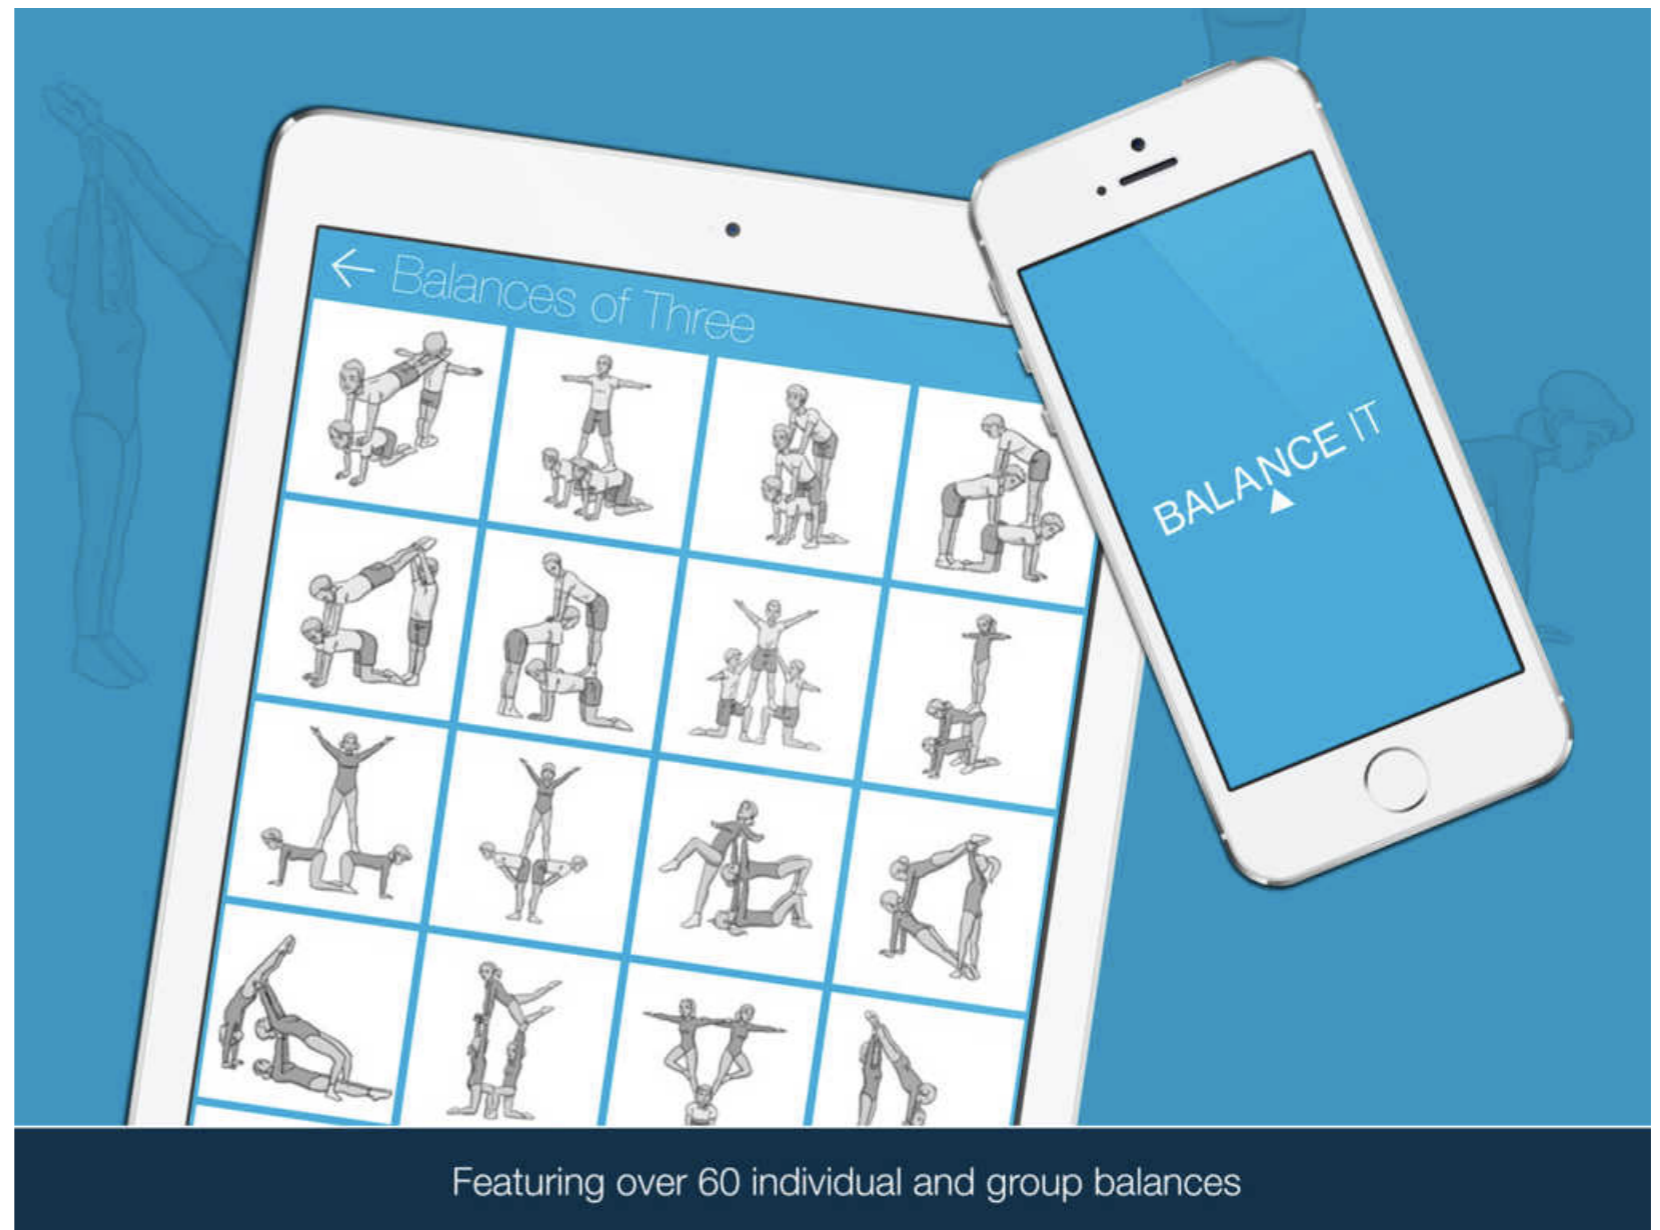 Balances of Three
BALANCE IT
Featuring over 60 individual and group balances